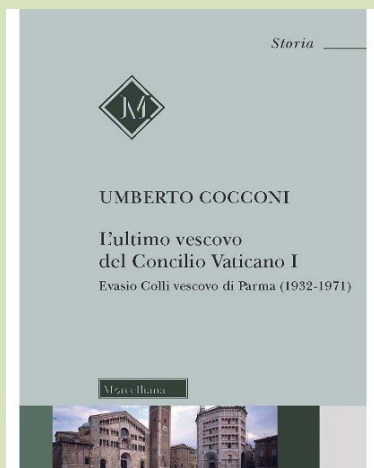 Storia
M
UMBERTO COCCONI
L'ultimo vescovo
del Concilio Vaticano I
Evasio Colli vescovo di Parma (1932-1971)
Morcelliana